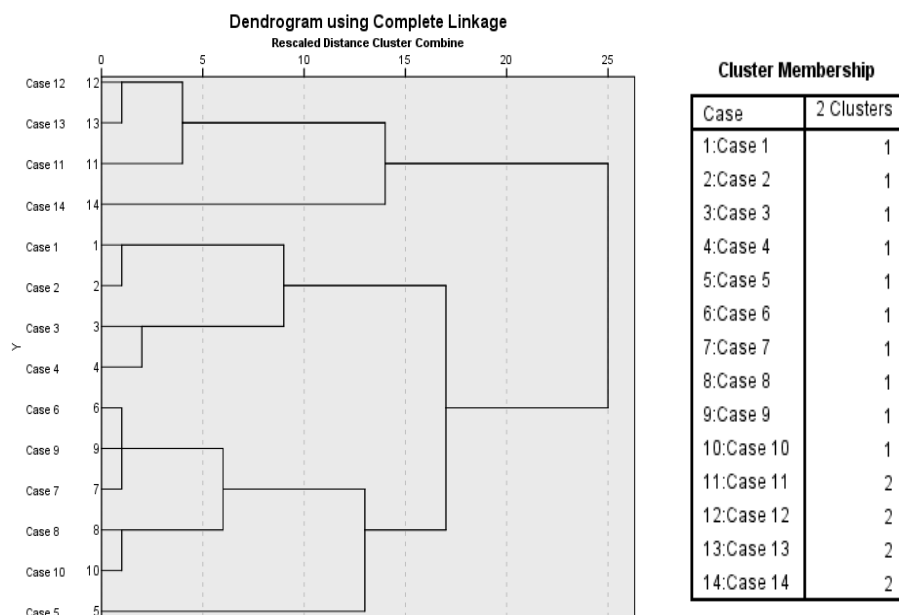 Dendrogram using Complete Linkage
Rescaled Distance Cluster Combine
0 5 10 15 20 25
Case 12 12
Case 13 13
Case 11 11
Case 14 14
Case 1 1
Case 2 2
Case 3 3
Y
Case 4 4
Case 6 6
Case 9 9
Case 7 7
Case 8 8
Case 10 10
Case 5 5
Cluster Membership
Case 2 Clusters
1:Case 1 1
2:Case 2 1
3:Case 3 1
4:Case 4 1
5:Case 5 1
6:Case 6 1
7:Case 7 1
8:Case 8 1
9:Case 9 1
10:Case 10 1
11:Case 11 2
12:Case 12 2
13:Case 13 2
14:Case 14 2